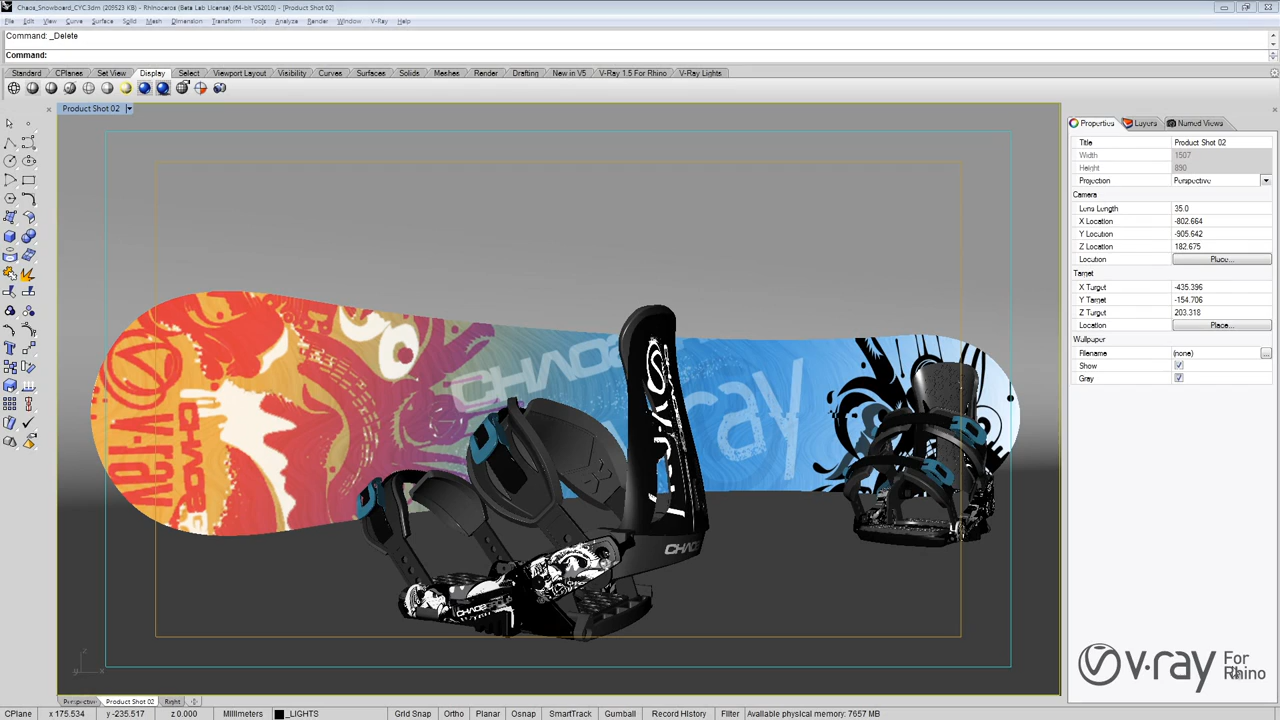 Chaos_Snowboard_CYC.3dm (209523 KB) - Rhinoceros (Beta Lab License) (64-bit VS2010) - [Product Shot 02]
File Edit View Curve Surface Solid Mesh Dimension Transform Tools Analyze Render Window V-Ray Help
Command: _Delete
Command:
Standard CPlanes Set View Display Select Viewport Layout Visibility Curves Surfaces Solids Meshes Render Drafting New in V5 V-Ray 1.5 For Rhino V-Ray Lights
Product Shot 02
Properties Layers Named Views
Title Product Shot 02
Width 1507
Height 890
Projection Perspective
Camera
Lens Length 35.0
X Location -802.664
Y Location -905.642
Z Location 182.675
Location Place...
Target
X Target -435.396
Y Target -154.706
Z Target 203.318
Location Place...
Wallpaper
Filename (none) ...
Show
Gray
v-ray
CHAOS
CHAOS
ray
CHAOS
CHAOS
z
y x
v·ray For Rhino
Perspective Product Shot 02 Right
CPlane x 175.534 y -235.517 z 0.000 Millimeters _LIGHTS Grid Snap Ortho Planar Osnap SmartTrack Gumball Record History Filter Available physical memory: 7657 MB